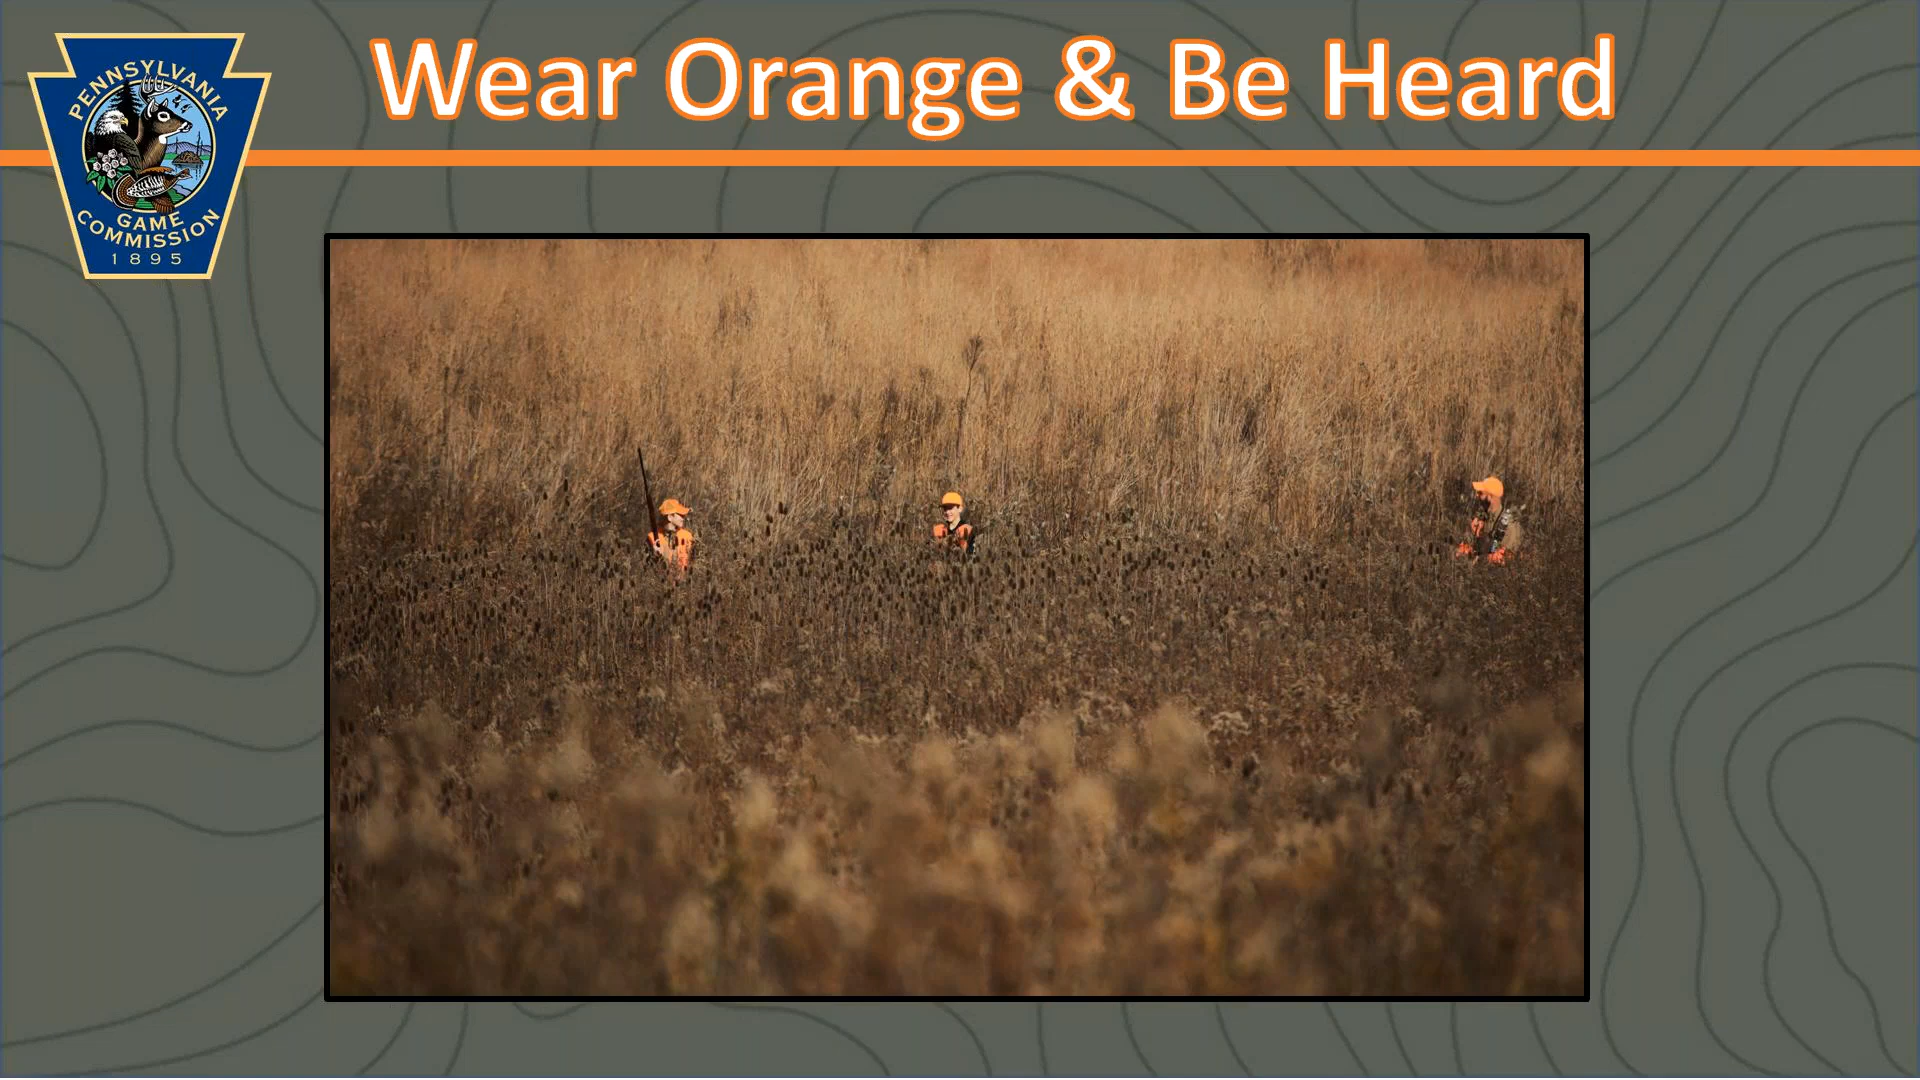 Wear Orange & Be Heard
PENNSYLVANIA
GAME
COMMISSION
1895